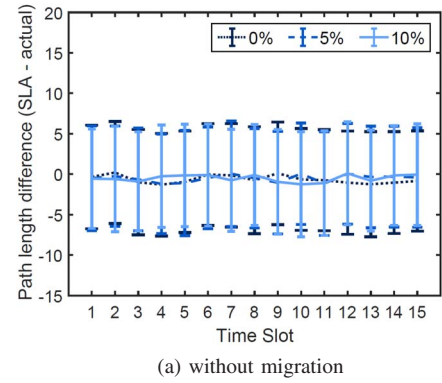 0% 5% 10%
Path length difference (SLA - actual)
20
15
10
5
0
-5
-10
-15
1 2 3 4 5 6 7 8 9 10 11 12 13 14 15
Time Slot
(a) without migration